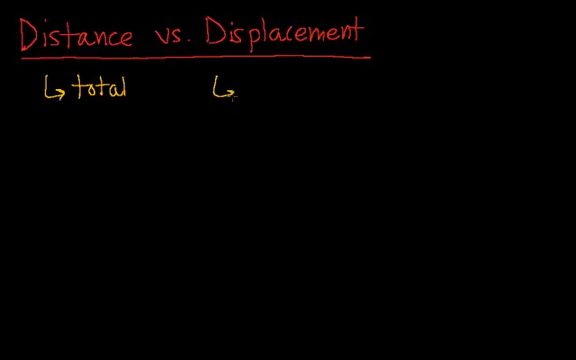 Distance vs. Displacement
↳ total ↳